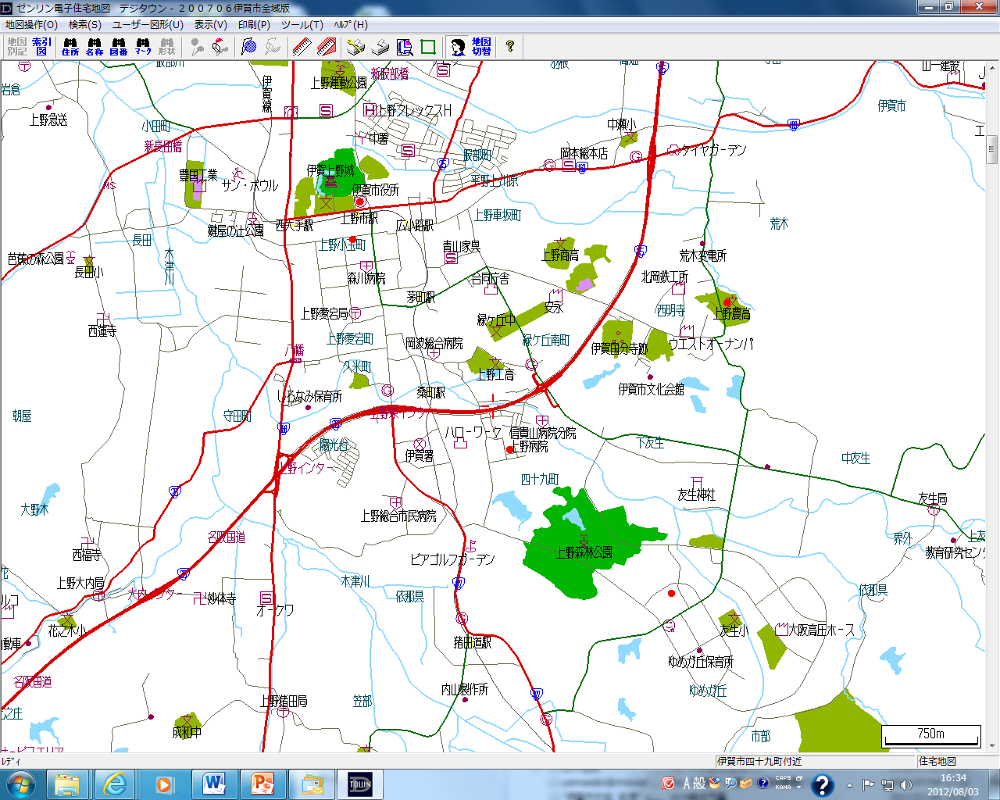 ゼンリン電子住宅地図　デジタウン - ２００７０６伊賀市全域版
地図操作(O) 検索(S) ユーザー図形(U) 表示(V) 印刷(P) ツール(T) ﾍﾙﾌﾟ(H)
地図 索引 地図
別記 図 住所 名称 図番 マーク 形状 切替
服部川 羽根
山一建設
岩倉
上野運動公園
新服部橋
伊賀線
伊賀市
上野急送
小田町
上野フレックスH
中瀬小
新長田橋
中署
服部町
岡本総本店
タイヤガーデン
豊国工業
サン・ボウル
伊賀上野城
伊賀市役所
平野上川原
鍵屋の辻公園
西大手駅
上野市駅
広小路駅
上野車坂町
荒木
長田
木津川
上野小玉町
青山家具
上野商高
荒木変電所
芭蕉の森公園
長田小
森川病院
合同庁舎
北岡鉄工所
茅町駅
安永
上野愛宕局
緑ケ丘中
西明寺
上野農高
西蓮寺
上野愛宕町
岡波総合病院
緑ケ丘南町
伊賀国分寺跡
ウエストオーナンパ
八幡
久米町
上野工高
伊賀市文化会館
しろなみ保育所
桑町駅
朝屋
守田町
上野東インター
ハローワーク
信貴山病院分院
上野病院
陽光台
伊賀署
下友生
中友生
上野インター
四十九町
友生神社
友生局
大野木
上野総合市民病院
名阪国道
界外
上友
西福寺
ピアゴルフガーデン
上野森林公園
教育研究セン
上野大内局
木津川
依那具
依那具
大内インター
妙体寺
オークワ
ルコ
花之木小
友生小
大阪高圧ホース
働車
猪田道駅
ゆめが丘保育所
名阪国道
内山製作所
ゆめが丘
上野猪田局
笠部
成和中
市部
750m
サービスエリア
ﾚﾃﾞｨ
伊賀市四十九町付近
住宅地図
TOWN
A 般
CAPS
KANA
16:34
2012/08/03